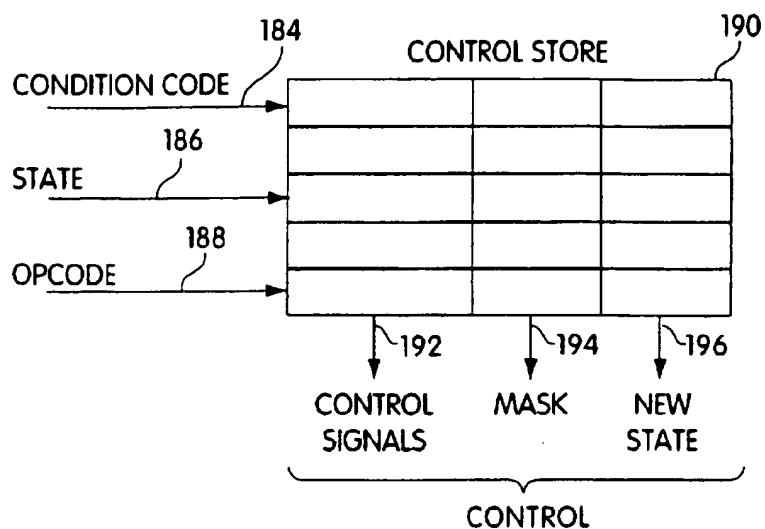 184
190
CONTROL STORE
CONDITION CODE
186
STATE
188
OPCODE
192
194
196
CONTROL
SIGNALS
MASK
NEW
STATE
CONTROL